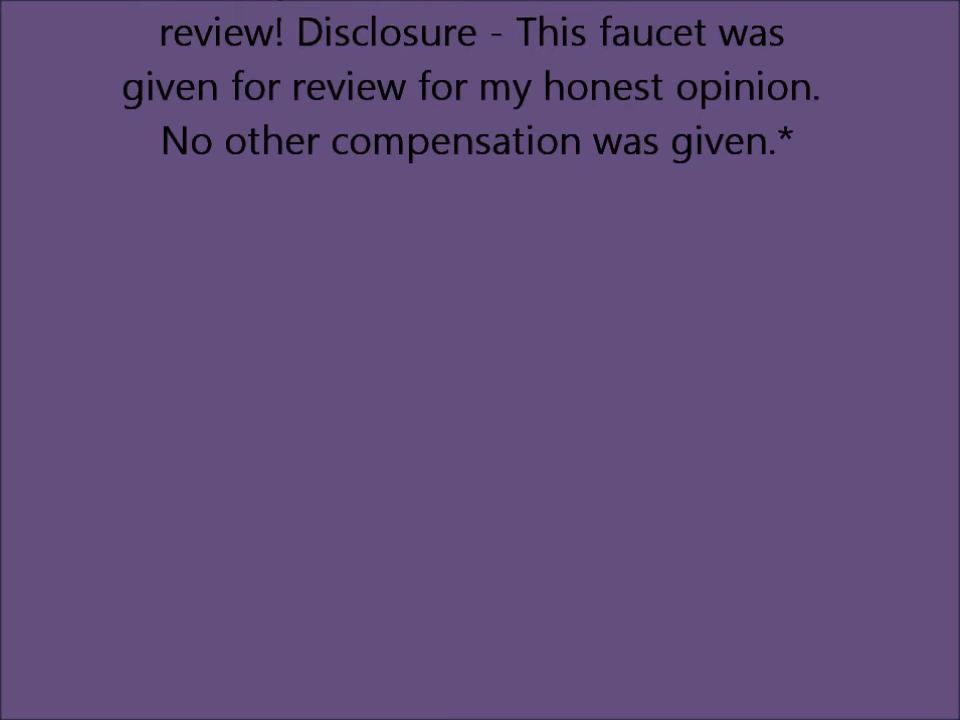 review! Disclosure - This faucet was
given for review for my honest opinion.
No other compensation was given.*